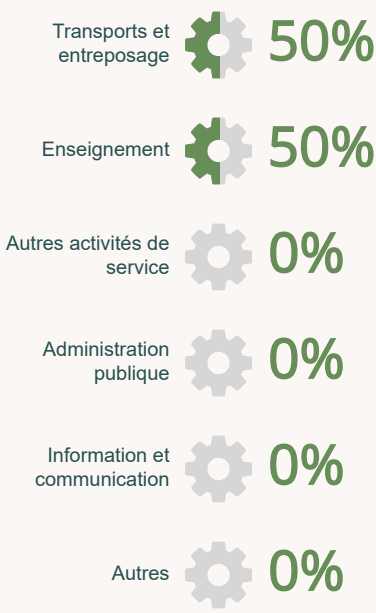 Transports et
entreposage
50%
Enseignement
50%
Autres activités de
service
0%
Administration
publique
0%
Information et
communication
0%
Autres
0%